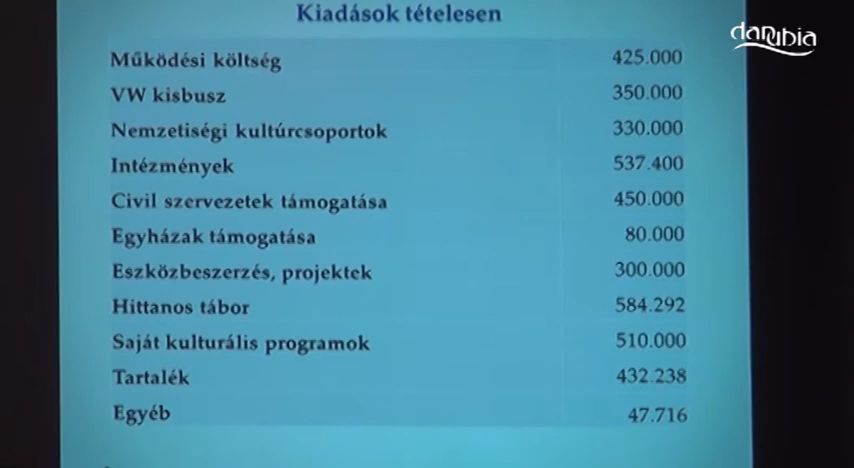 Kiadások tételesen
danubia
Működési költség 425.000
VW kisbusz 350.000
Nemzetiségi kultúrcsoportok 330.000
Intézmények 537.400
Civil szervezetek támogatása 450.000
Egyházak támogatása 80.000
Eszközbeszerzés, projektek 300.000
Hittanos tábor 584.292
Saját kulturális programok 510.000
Tartalék 432.238
Egyéb 47.716